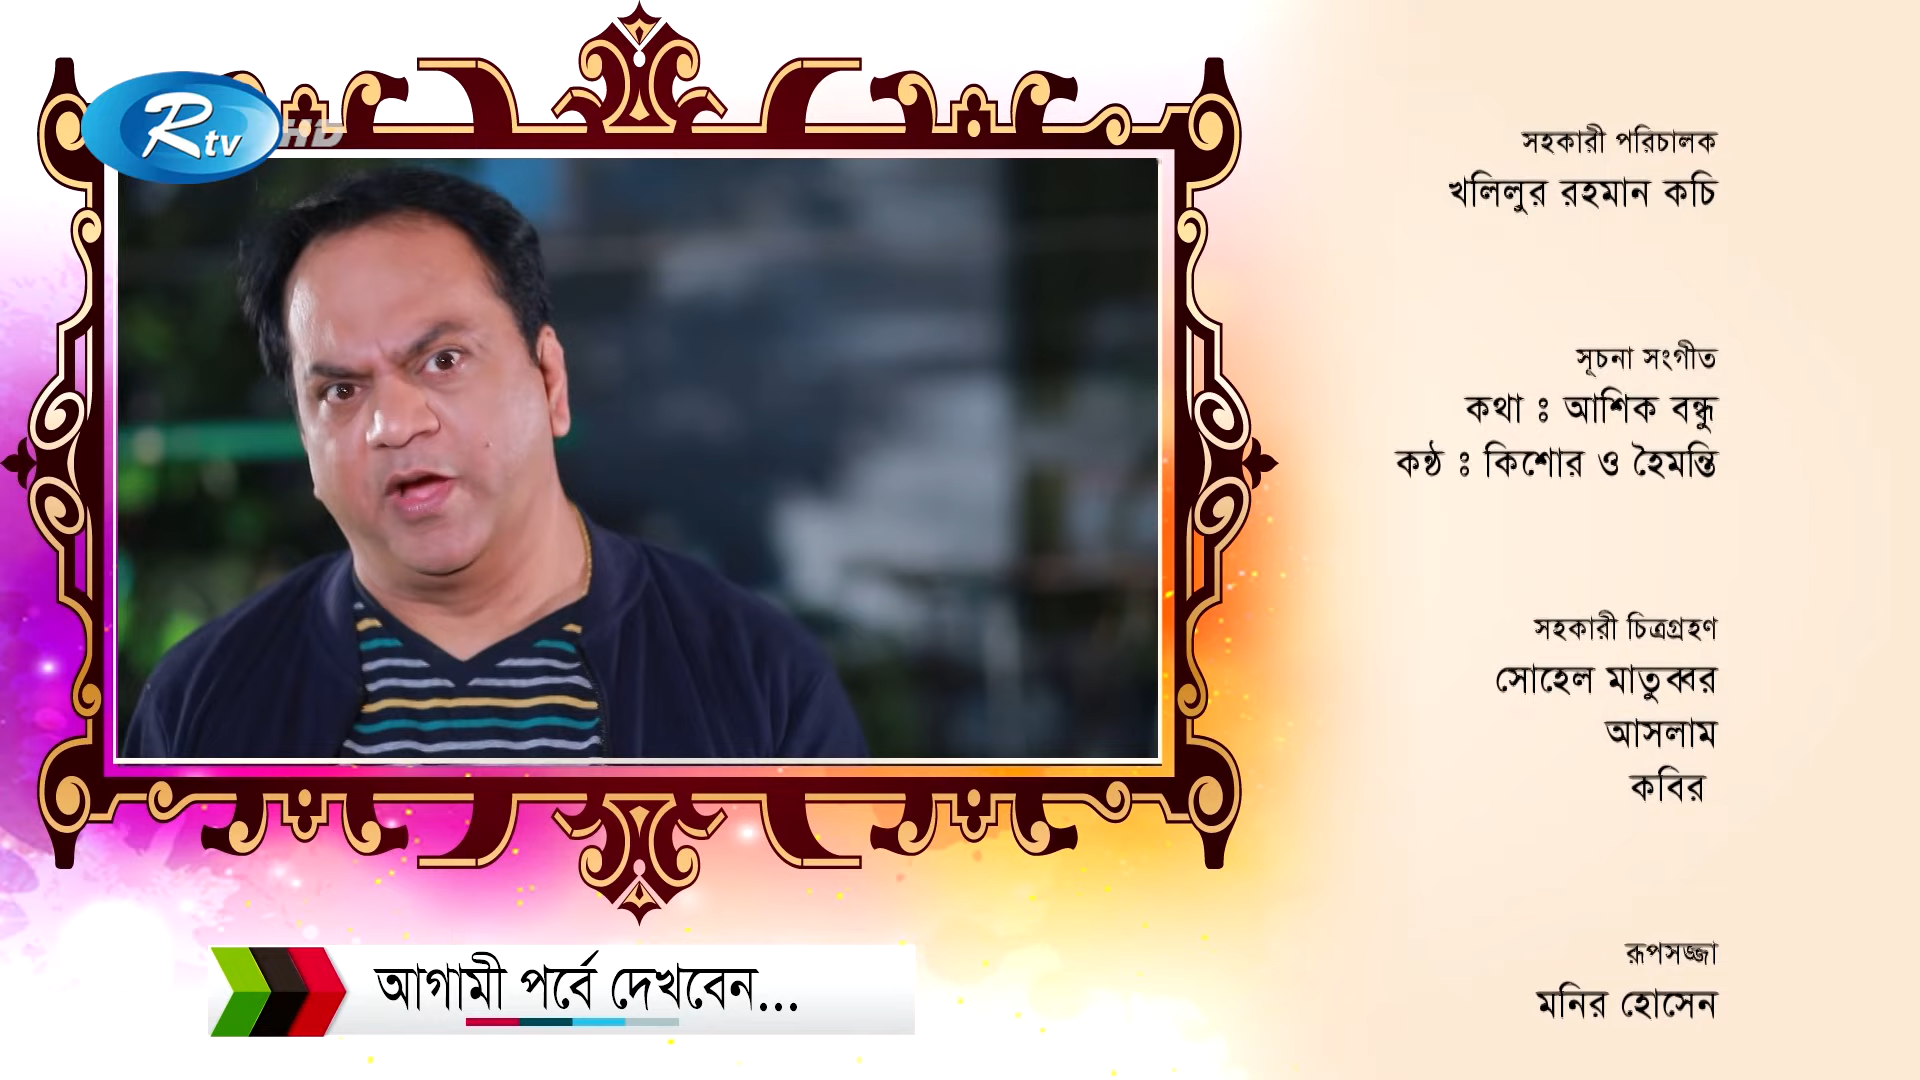 Rtv HD
সহকারী পরিচালক
খলিলুর রহমান কচি
সূচনা সংগীত
কথা ঃ আশিক বন্ধু
কন্ঠ ঃ কিশোর ও হৈমন্তি
সহকারী চিত্রগ্রহণ
সোহেল মাতুব্বর
আসলাম
কবির
রূপসজ্জা
মনির হোসেন
আগামী পর্বে দেখবেন...